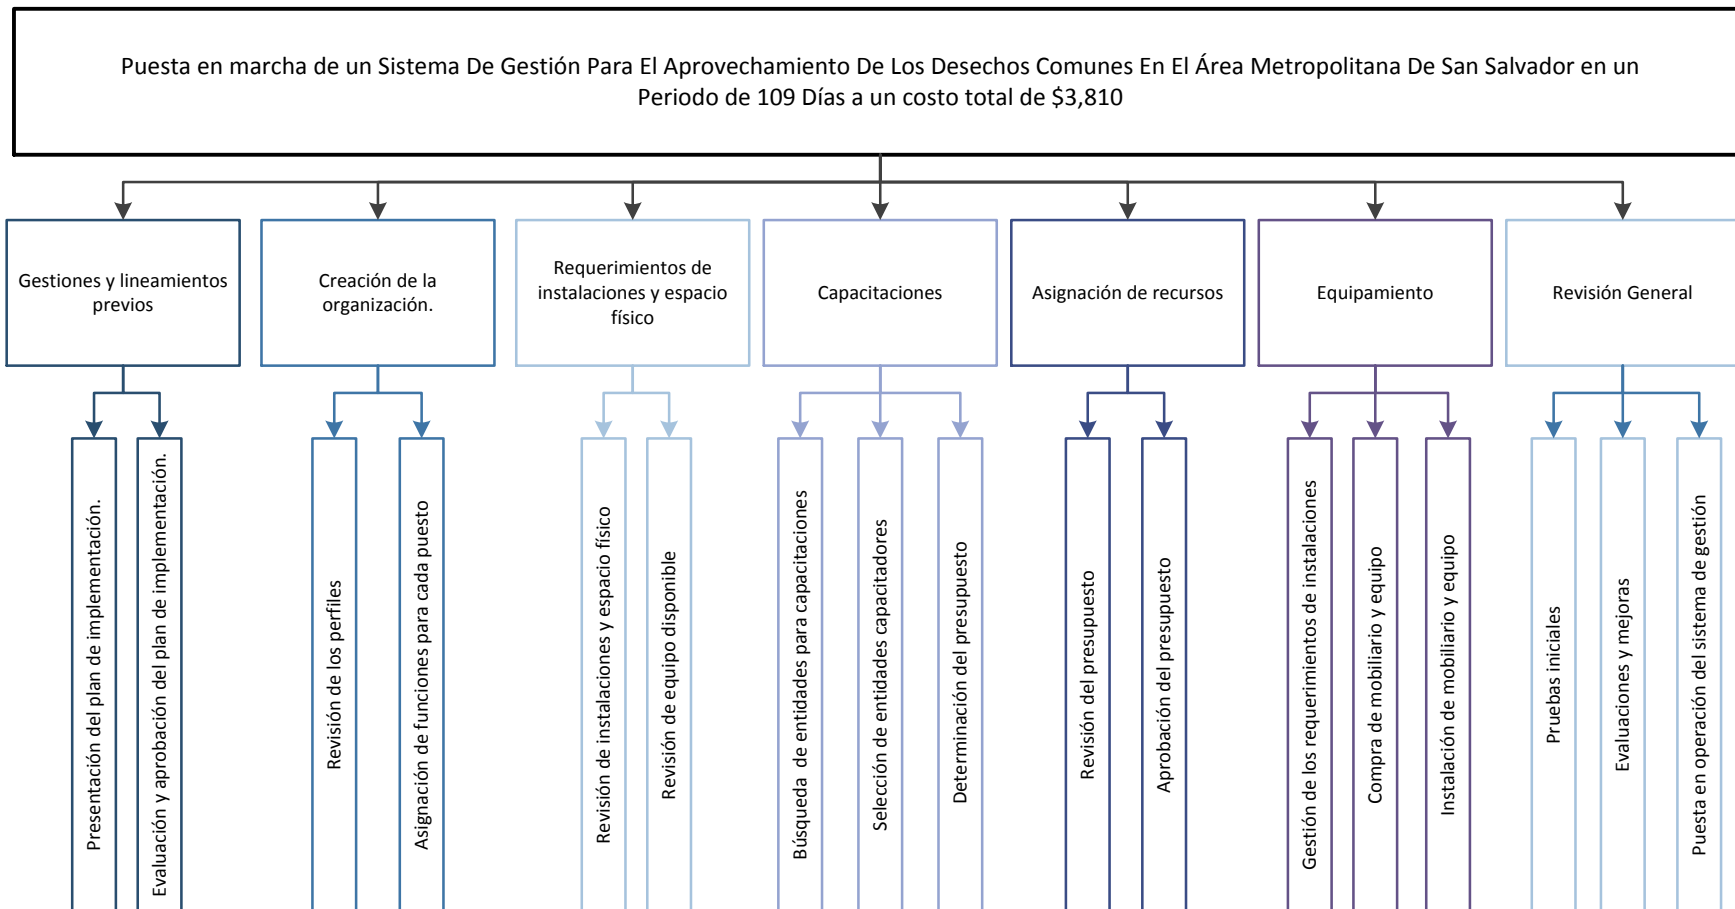 Puesta en marcha de un Sistema De Gestión Para El Aprovechamiento De Los Desechos Comunes En El Área Metropolitana De San Salvador en un
Periodo de 109 Días a un costo total de $3,810
Gestiones y lineamientos
previos
Creación de la
organización.
Requerimientos de
instalaciones y espacio
físico
Capacitaciones
Asignación de recursos
Equipamiento
Revisión General
Presentación del plan de implementación.
Evaluación y aprobación del plan de implementación.
Revisión de los perfiles
Asignación de funciones para cada puesto
Revisión de instalaciones y espacio físico
Revisión de equipo disponible
Búsqueda de entidades para capacitaciones
Selección de entidades capacitadores
Determinación del presupuesto
Revisión del presupuesto
Aprobación del presupuesto
Gestión de los requerimientos de instalaciones
Compra de mobiliario y equipo
Instalación de mobiliario y equipo
Pruebas iniciales
Evaluaciones y mejoras
Puesta en operación del sistema de gestión